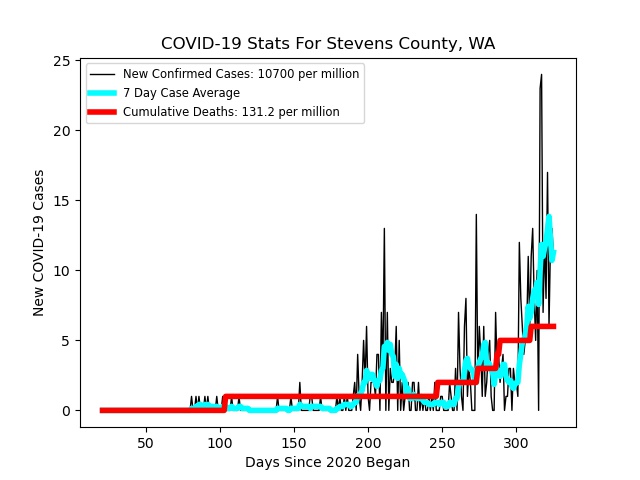 COVID-19 Stats For Stevens County, WA
New Confirmed Cases: 10700 per million
7 Day Case Average
Cumulative Deaths: 131.2 per million
New COVID-19 Cases
25
20
15
10
5
0
50 100 150 200 250 300
Days Since 2020 Began